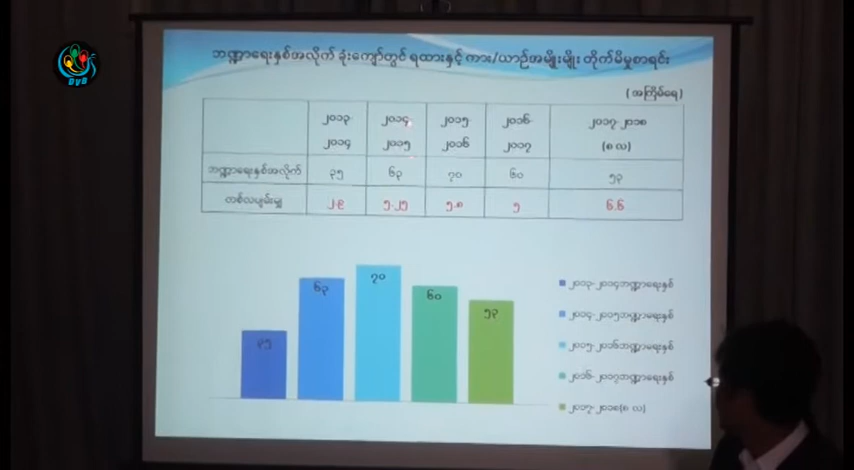 DVB
ဘဏ္ဍာရေးနှစ်အလိုက် ခုံးကျော်တွင် ရထားနှင့် ကား/ယာဉ်အမျိုးမျိုး တိုက်မိမှုစာရင်း
(အကြိမ်ရေ)
၂၀၁၃-၂၀၁၄ ၂၀၁၄-၂၀၁၅ ၂၀၁၅-၂၀၁၆ ၂၀၁၆-၂၀၁၇ ၂၀၁၇-၂၀၁၈ (၈ လ)
ဘဏ္ဍာရေးနှစ်အလိုက် ၃၅ ၆၃ ၇၀ ၆၀ ၅၃
တစ်လပျမ်းမျှ ၂.၉ ၅.၂၅ ၅.၈ ၅ ၆.၆
၃၅ ၆၃ ၇၀ ၆၀ ၅၃
၂၀၁၃-၂၀၁၄ဘဏ္ဍာရေးနှစ်
၂၀၁၄-၂၀၀၅ဘဏ္ဍာရေးနှစ်
၂၀၀၅-၂၀၁၆ဘဏ္ဍာရေးနှစ်
၂၀၁၆-၂၀၁၇ဘဏ္ဍာရေးနှစ်
၂၀၁၇-၂၀၁၈(၈ လ)